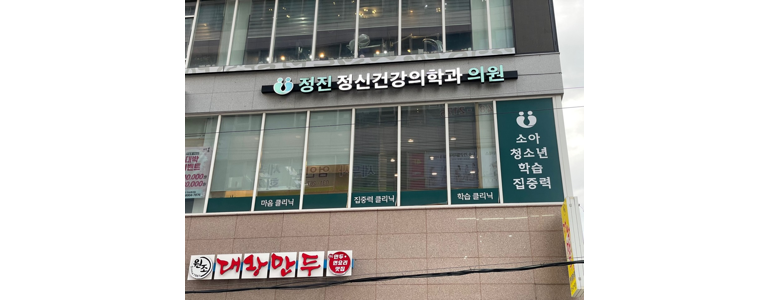 정진 정신건강의학과 의원
소아
청소년
학습
집중력
마음 클리닉
집중력 클리닉
학습 클리닉
원조
대왕만두